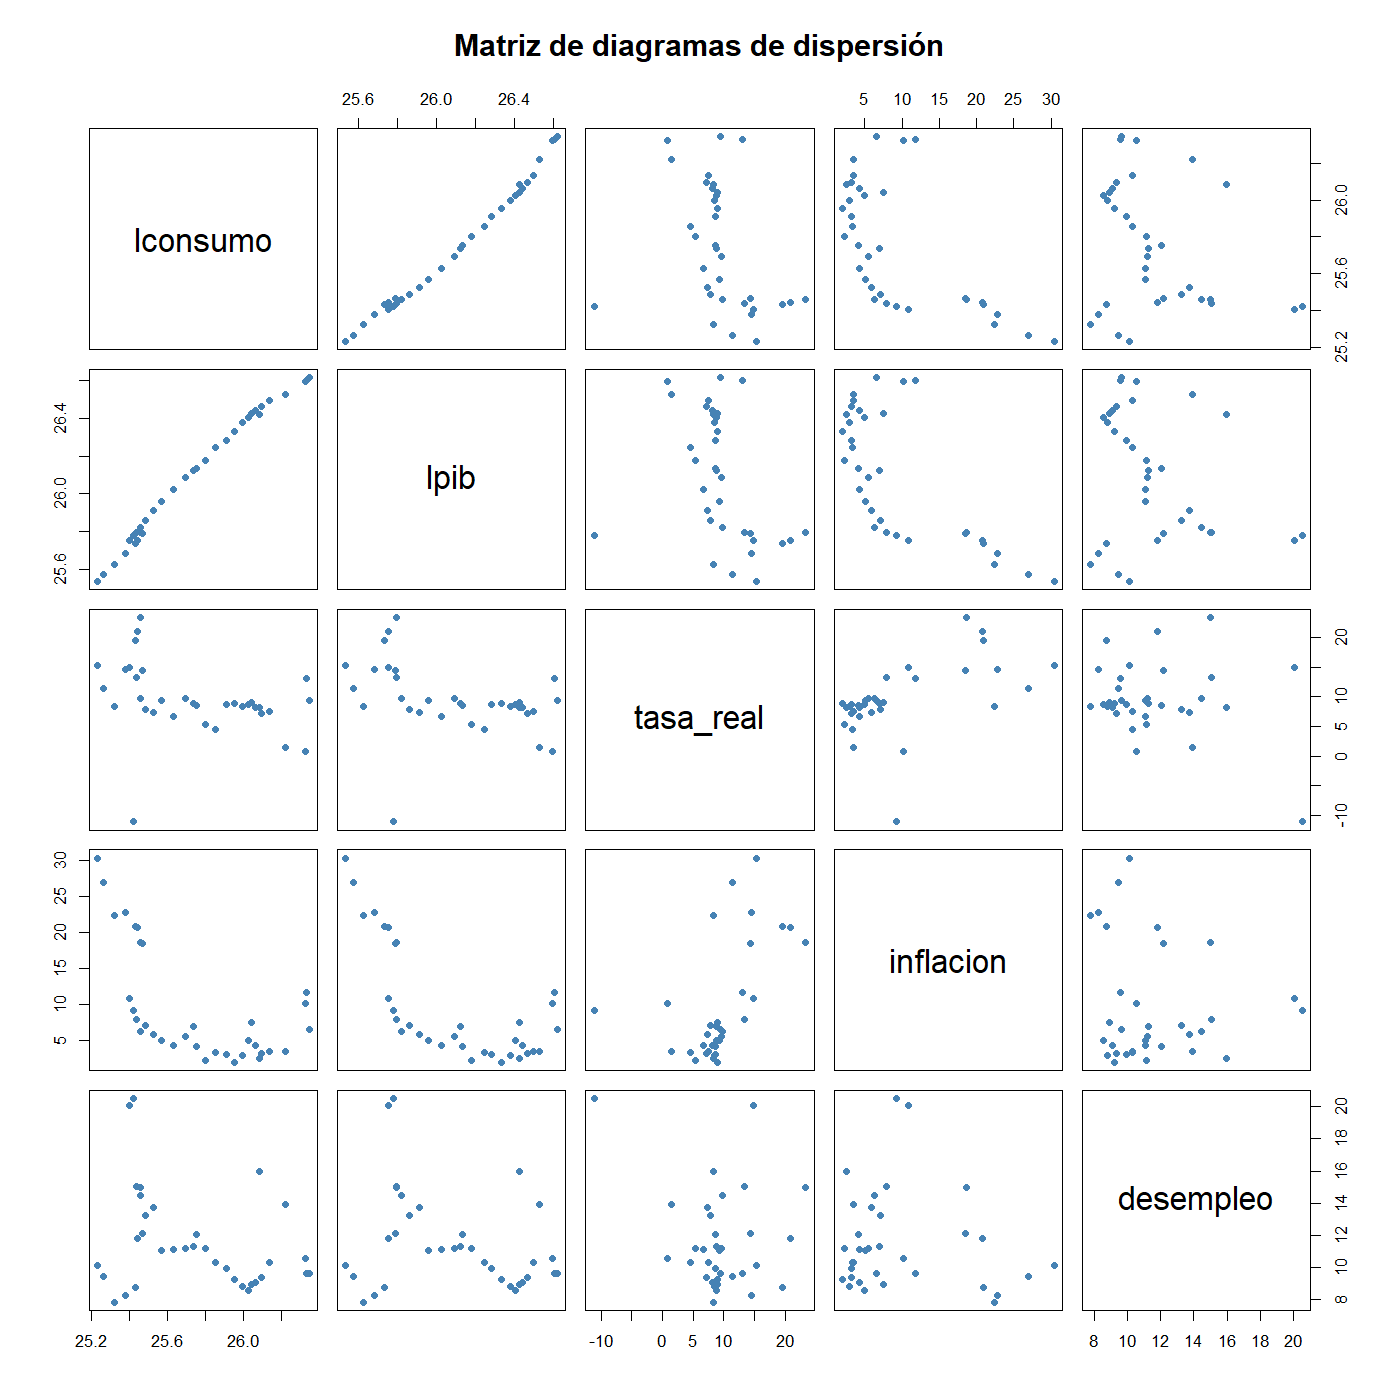 Matriz de diagramas de dispersión
25.6 26.0 26.4 5 10 15 20 25 30
lconsumo
25.2 25.6 26.0
25.6 26.0 26.4
lpib
tasa_real
-10 0 5 10 20
5 10 15 20 25 30
inflacion
desempleo
8 10 12 14 16 18 20
25.2 25.6 26.0 -10 0 5 10 20 8 10 12 14 16 18 20